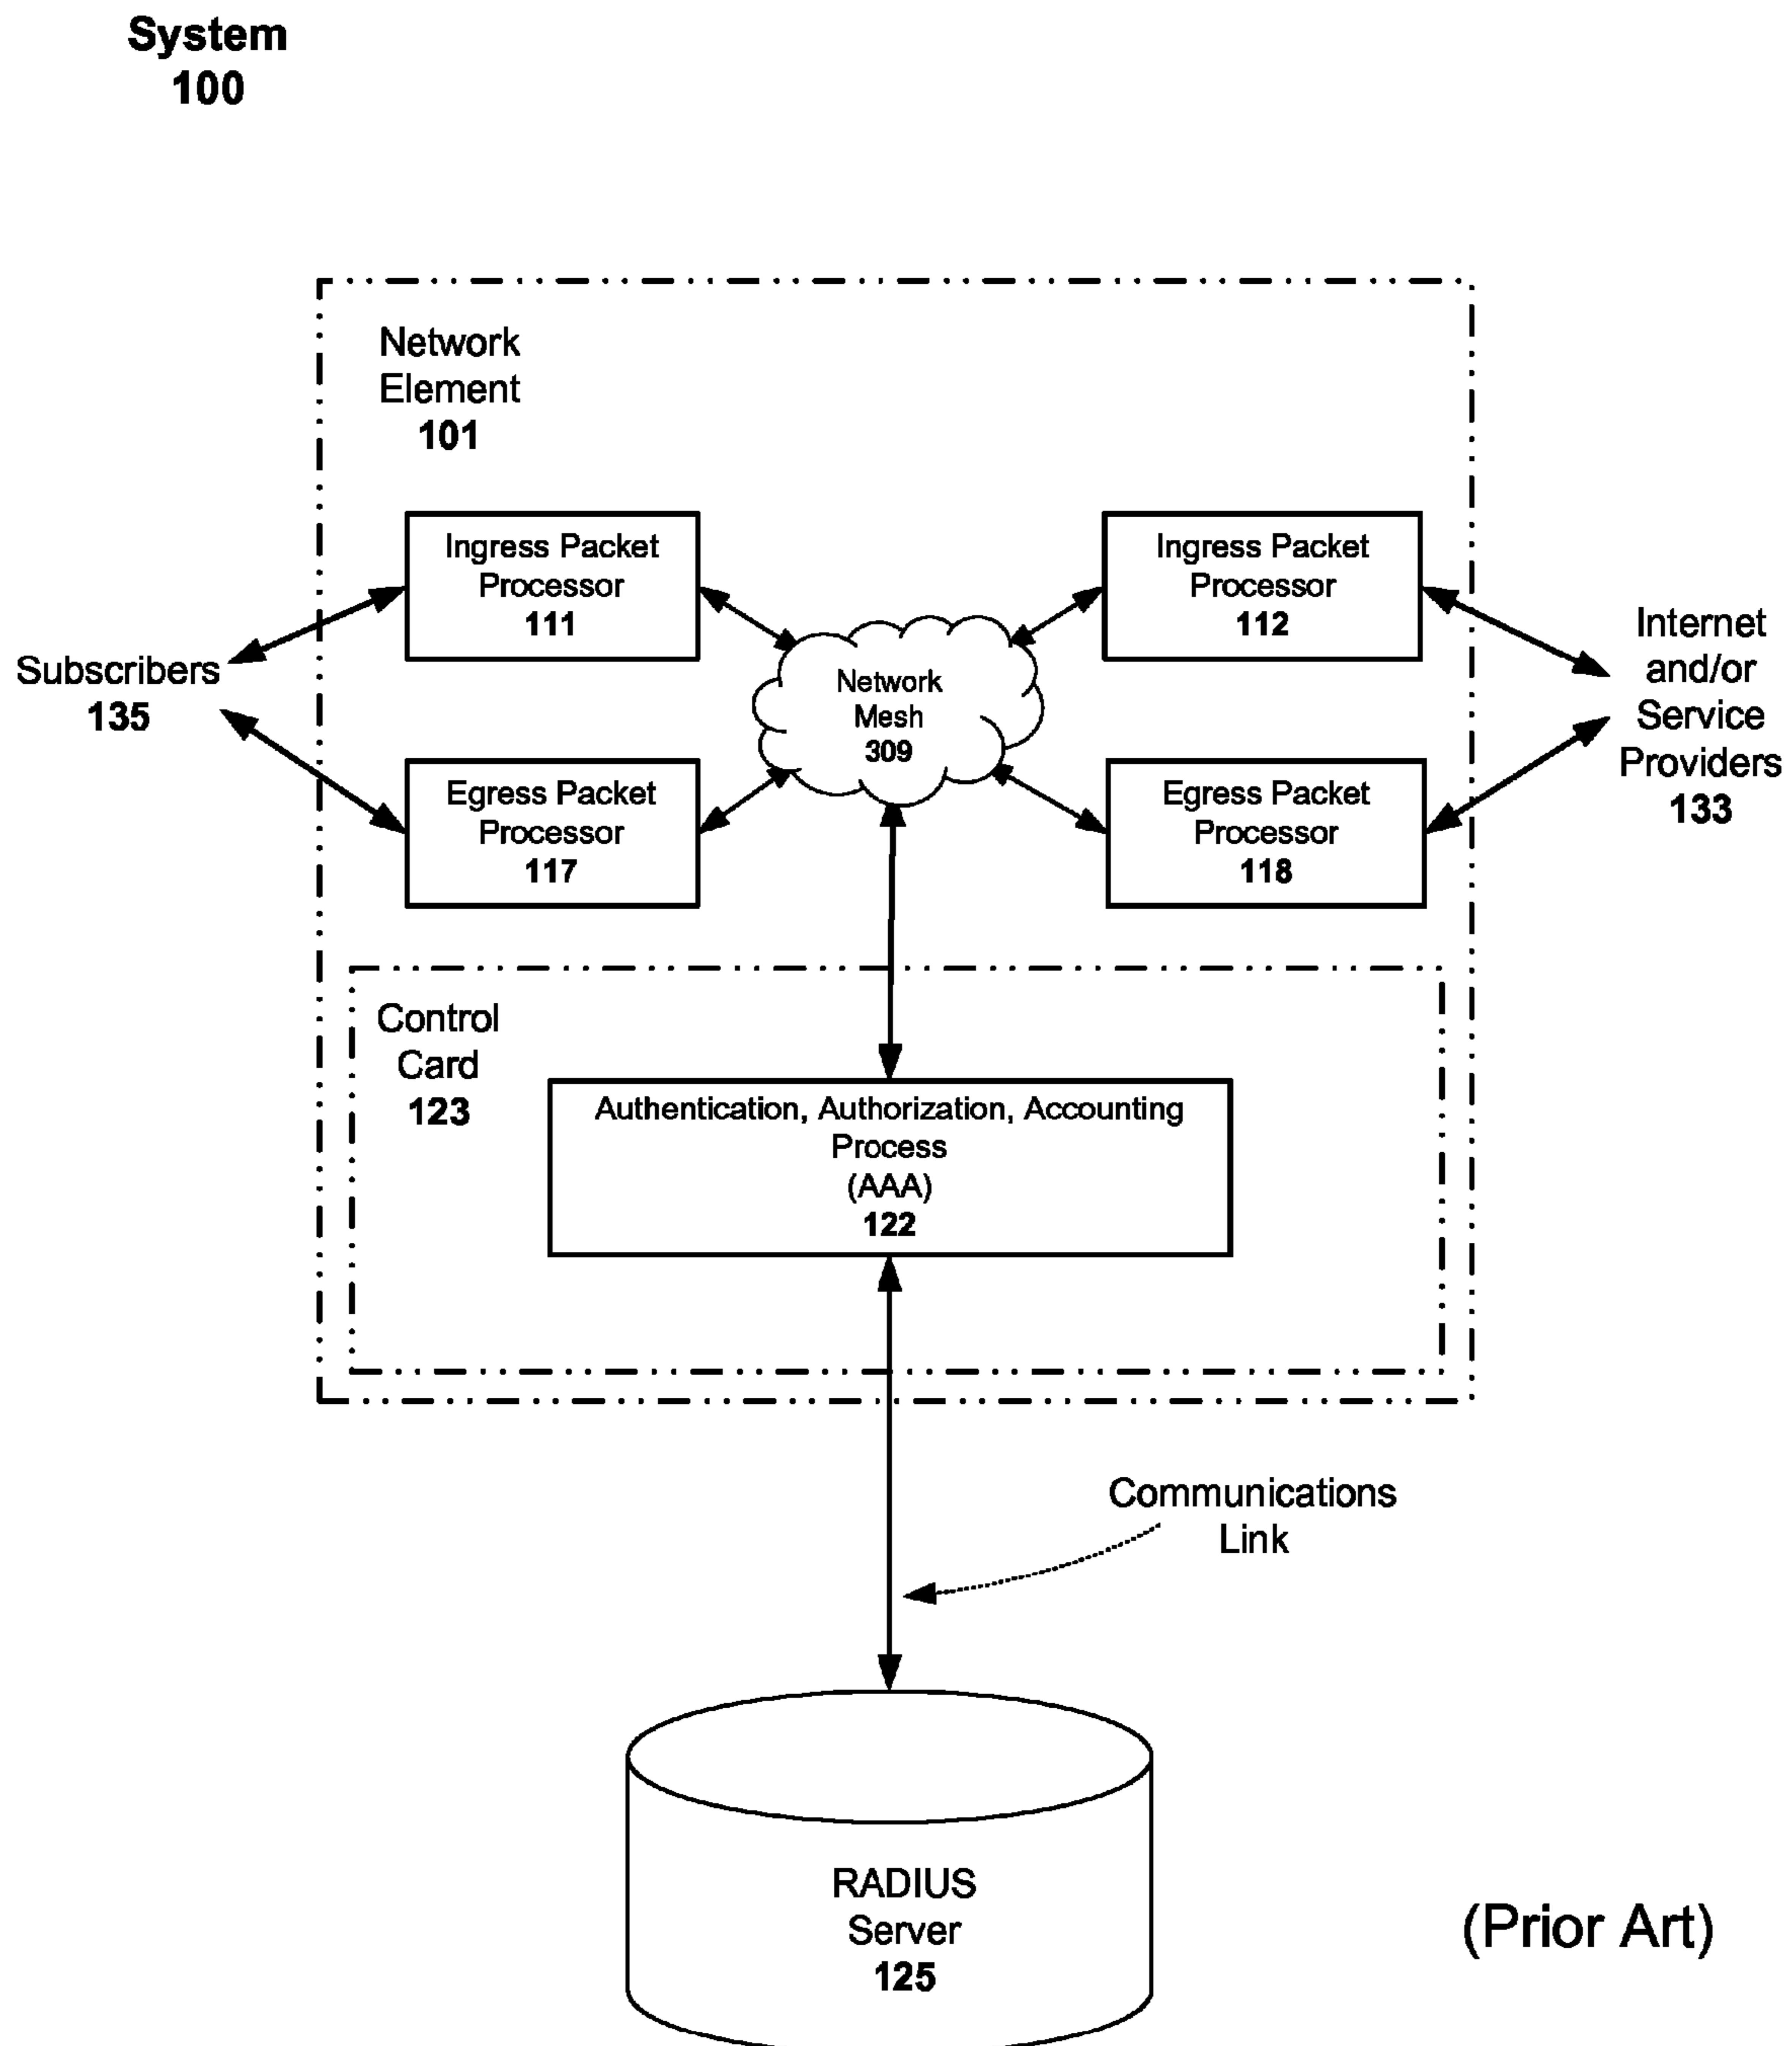 System
100
Network
Element
101
Ingress Packet
Processor
111
Ingress Packet
Processor
112
Subscribers
135
Network
Mesh
309
Internet
and/or
Service
Providers
133
Egress Packet
Processor
117
Egress Packet
Processor
118
Control
Card
123
Authentication, Authorization, Accounting
Process
(AAA)
122
Communications
Link
RADIUS
Server
125
(Prior Art)